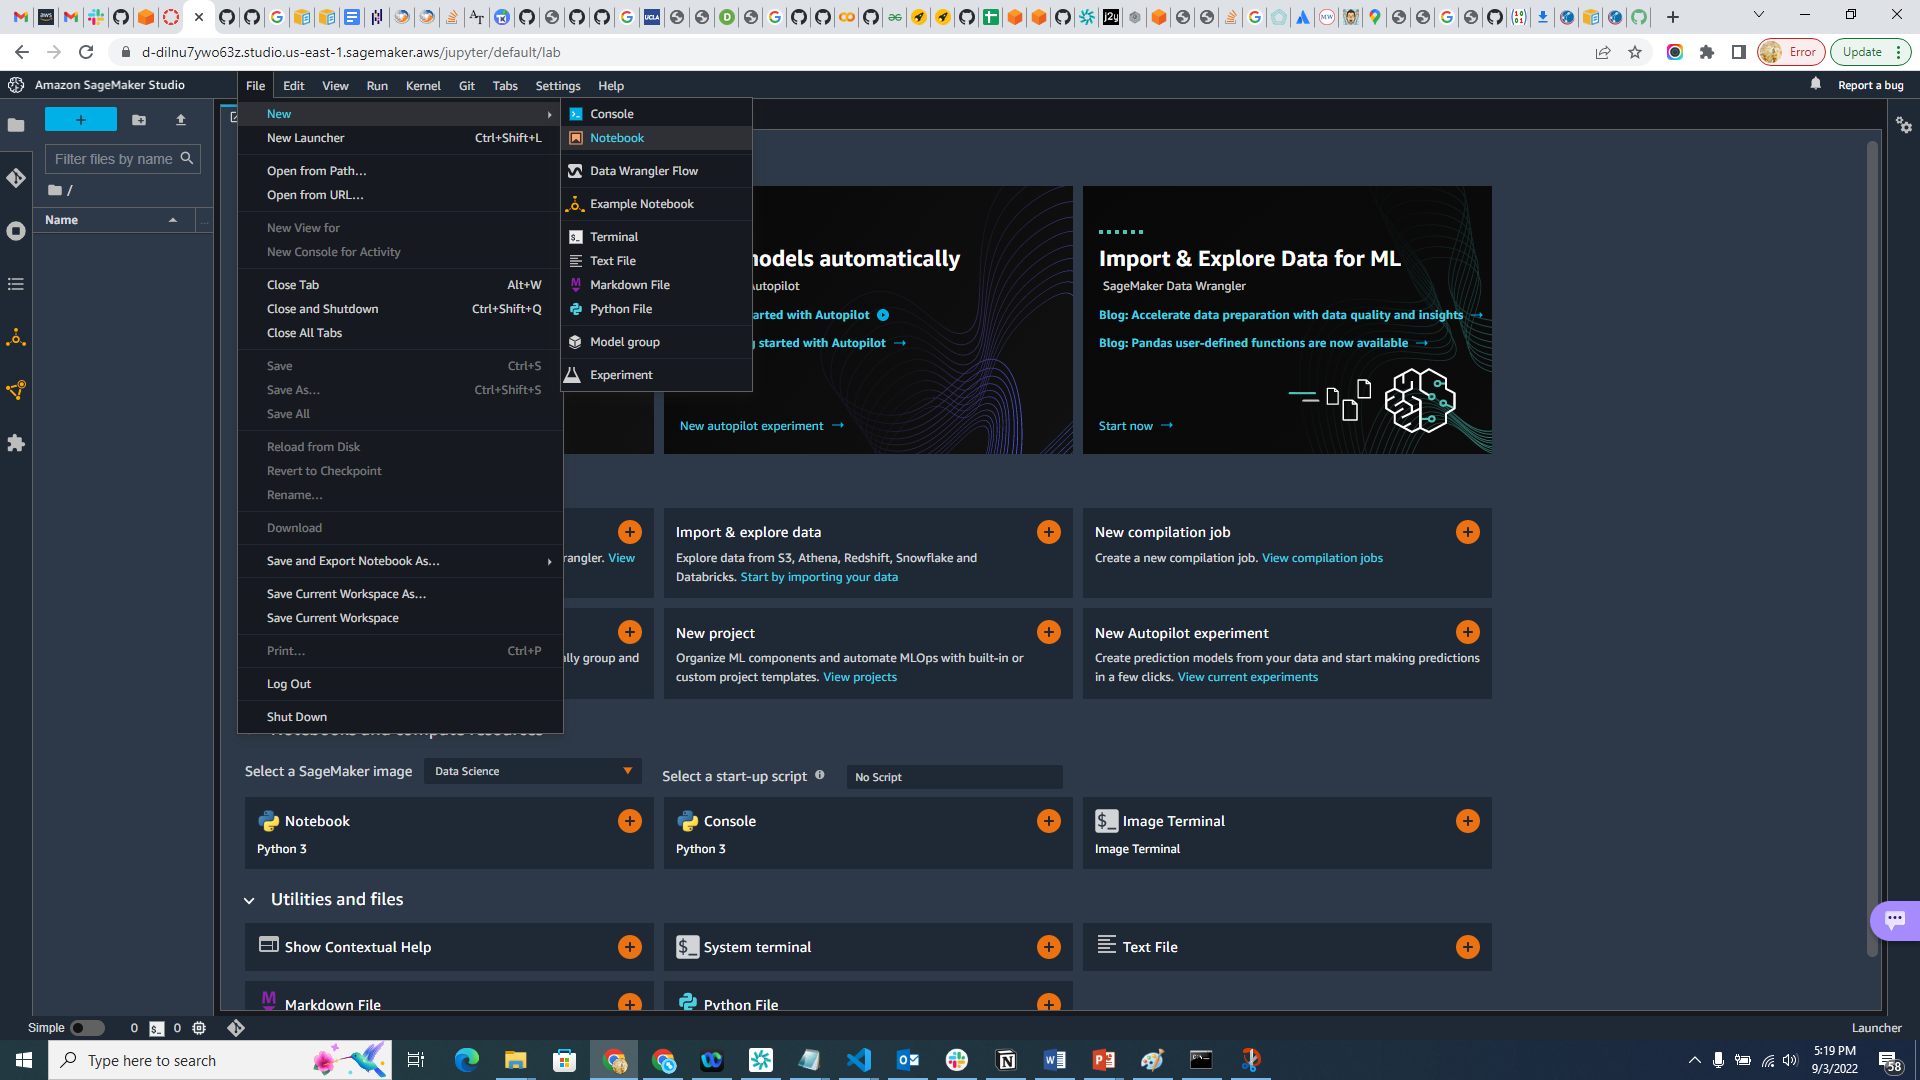 d-dilnu7ywo63z.studio.us-east-1.sagemaker.aws/jupyter/default/lab
Error
Update
Amazon SageMaker Studio
File
Edit
View
Run
Kernel
Git
Tabs
Settings
Help
Report a bug
Filter files by name
/
Name
New
New Launcher Ctrl+Shift+L
Open from Path...
Open from URL...
New View for
New Console for Activity
Close Tab Alt+W
Close and Shutdown Ctrl+Shift+Q
Close All Tabs
Save Ctrl+S
Save As... Ctrl+Shift+S
Save All
Reload from Disk
Revert to Checkpoint
Rename...
Download
Save and Export Notebook As...
Save Current Workspace As...
Save Current Workspace
Print... Ctrl+P
Log Out
Shut Down
Console
Notebook
Data Wrangler Flow
Example Notebook
Terminal
Text File
Markdown File
Python File
Model group
Experiment
models automatically
Autopilot
started with Autopilot
started with Autopilot
New autopilot experiment
Import & Explore Data for ML
SageMaker Data Wrangler
Blog: Accelerate data preparation with data quality and insights
Blog: Pandas user-defined functions are now available
Start now
rangler. View
Import & explore data
Explore data from S3, Athena, Redshift, Snowflake and
Databricks. Start by importing your data
New compilation job
Create a new compilation job. View compilation jobs
lly group and
New project
Organize ML components and automate MLOps with built-in or
custom project templates. View projects
New Autopilot experiment
Create prediction models from your data and start making predictions
in a few clicks. View current experiments
Notebooks and compute resources
Select a SageMaker image
Data Science
Select a start-up script
No Script
Notebook
Python 3
Console
Python 3
$_ Image Terminal
Image Terminal
Utilities and files
Show Contextual Help
$_ System terminal
Text File
Markdown File
Python File
Simple
0
$_
0
Launcher
Type here to search
5:19 PM
9/3/2022
58